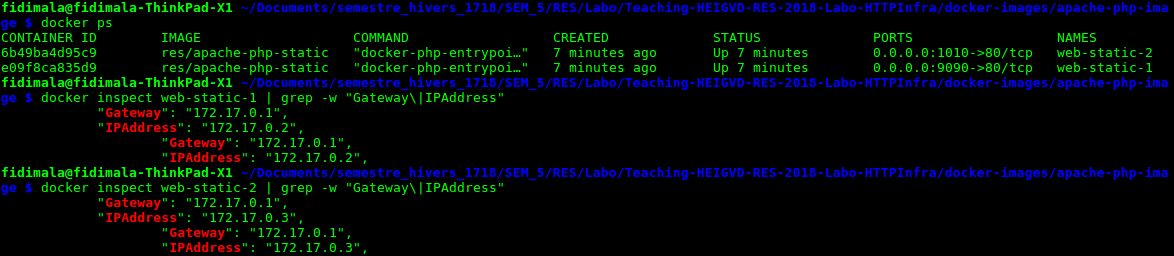 fidimala@fidimala-ThinkPad-X1 ~/Documents/semestre_hivers_1718/SEM_5/RES/Labo/Teaching-HEIGVD-RES-2018-Labo-HTTPInfra/docker-images/apache-php-ima
ge $ docker ps
CONTAINER ID        IMAGE                   COMMAND                  CREATED             STATUS              PORTS                  NAMES
6b49ba4d95c9        res/apache-php-static   "docker-php-entrypoi…"   7 minutes ago       Up 7 minutes        0.0.0.0:1010->80/tcp   web-static-2
e09f8ca835d9        res/apache-php-static   "docker-php-entrypoi…"   7 minutes ago       Up 7 minutes        0.0.0.0:9090->80/tcp   web-static-1
fidimala@fidimala-ThinkPad-X1 ~/Documents/semestre_hivers_1718/SEM_5/RES/Labo/Teaching-HEIGVD-RES-2018-Labo-HTTPInfra/docker-images/apache-php-ima
ge $ docker inspect web-static-1 | grep -w "Gateway\|IPAddress"
            "Gateway": "172.17.0.1",
            "IPAddress": "172.17.0.2",
                    "Gateway": "172.17.0.1",
                    "IPAddress": "172.17.0.2",
fidimala@fidimala-ThinkPad-X1 ~/Documents/semestre_hivers_1718/SEM_5/RES/Labo/Teaching-HEIGVD-RES-2018-Labo-HTTPInfra/docker-images/apache-php-ima
ge $ docker inspect web-static-2 | grep -w "Gateway\|IPAddress"
            "Gateway": "172.17.0.1",
            "IPAddress": "172.17.0.3",
                    "Gateway": "172.17.0.1",
                    "IPAddress": "172.17.0.3",